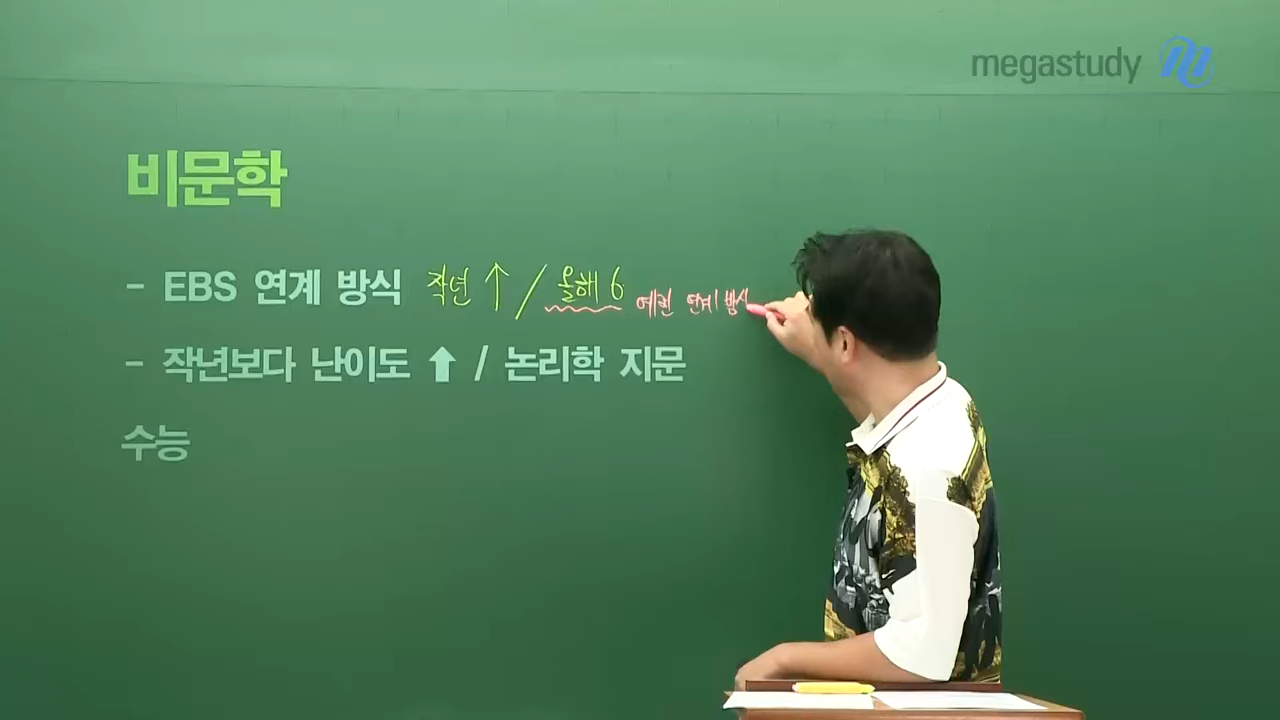 megastudy
비문학
- EBS 연계 방식 작년 ↑ / 올해 6 예린 연계 방식
- 작년보다 난이도 ⬆ / 논리학 지문
수능